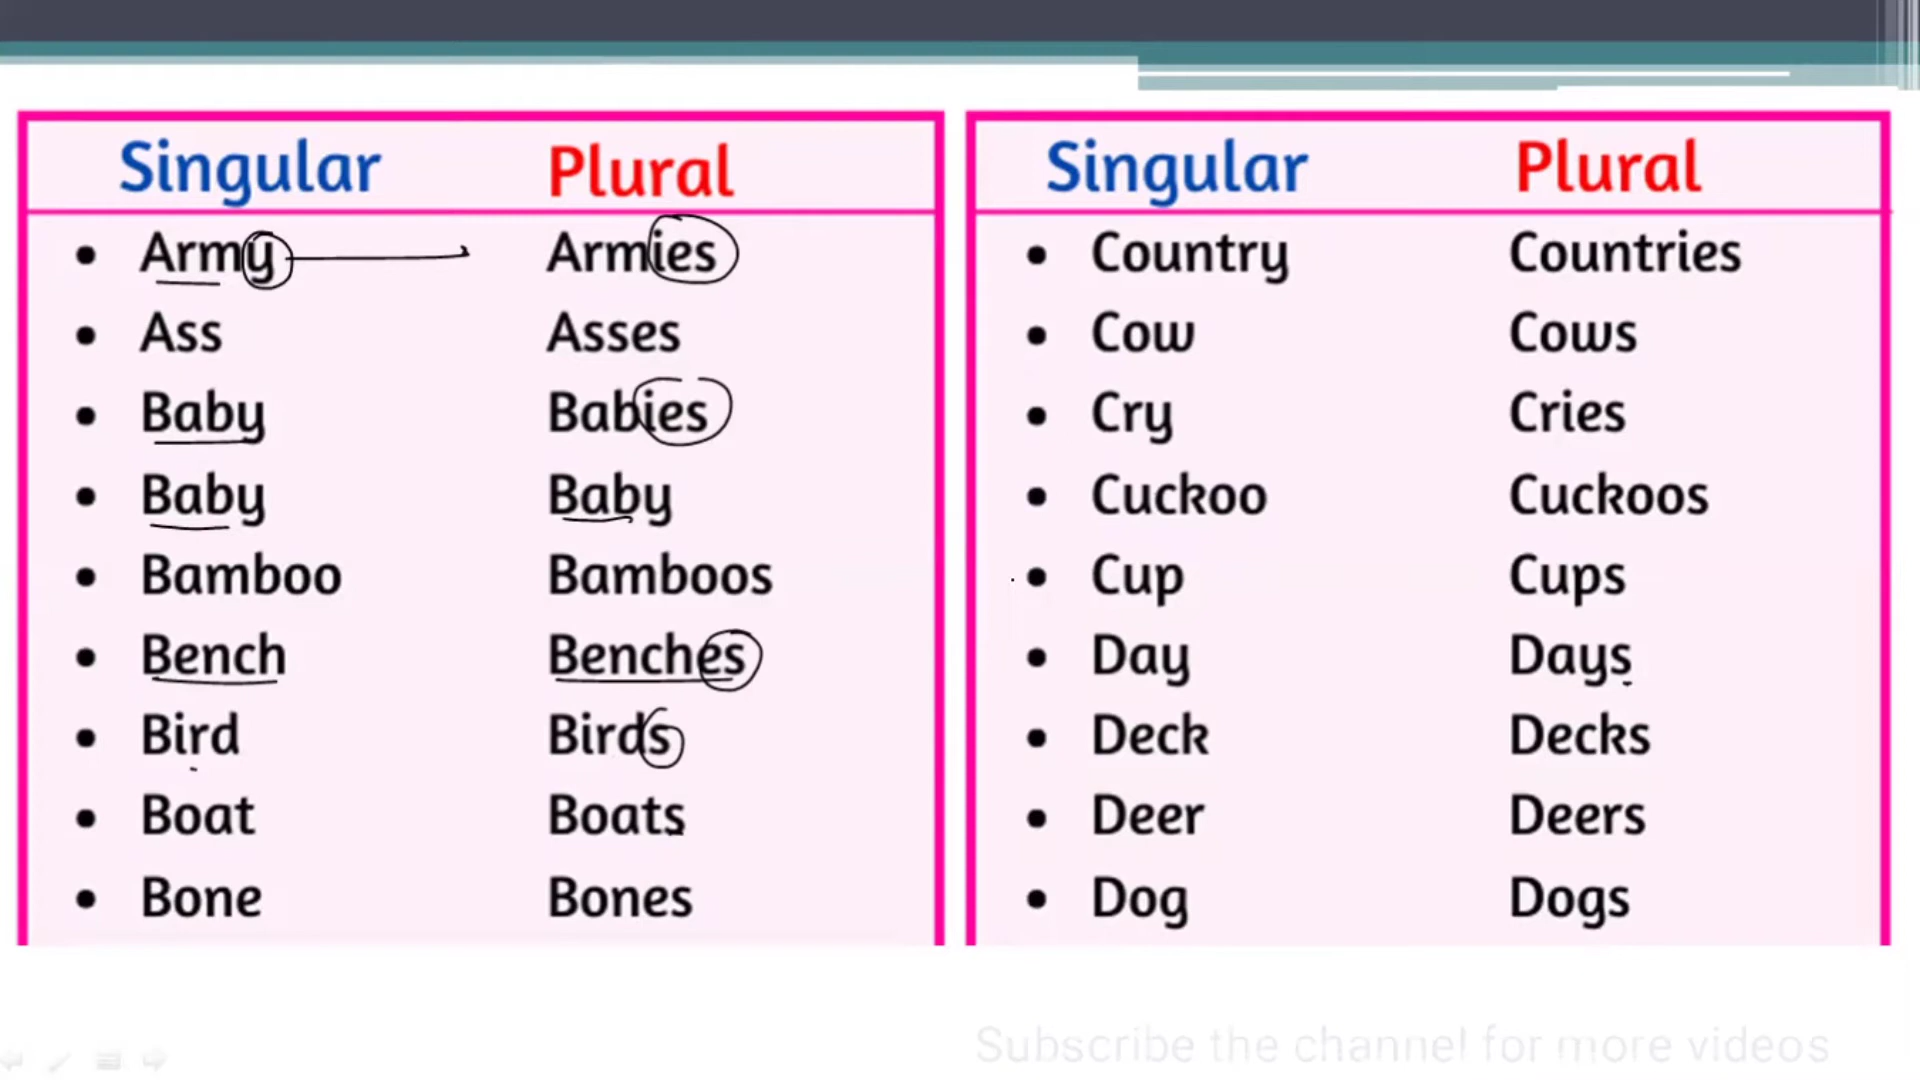 Singular Plural
• Army Armies
• Ass Asses
• Baby Babies
• Baby Baby
• Bamboo Bamboos
• Bench Benches
• Bird Birds
• Boat Boats
• Bone Bones
Singular Plural
• Country Countries
• Cow Cows
• Cry Cries
• Cuckoo Cuckoos
• Cup Cups
• Day Days
• Deck Decks
• Deer Deers
• Dog Dogs
Subscribe the channel for more videos